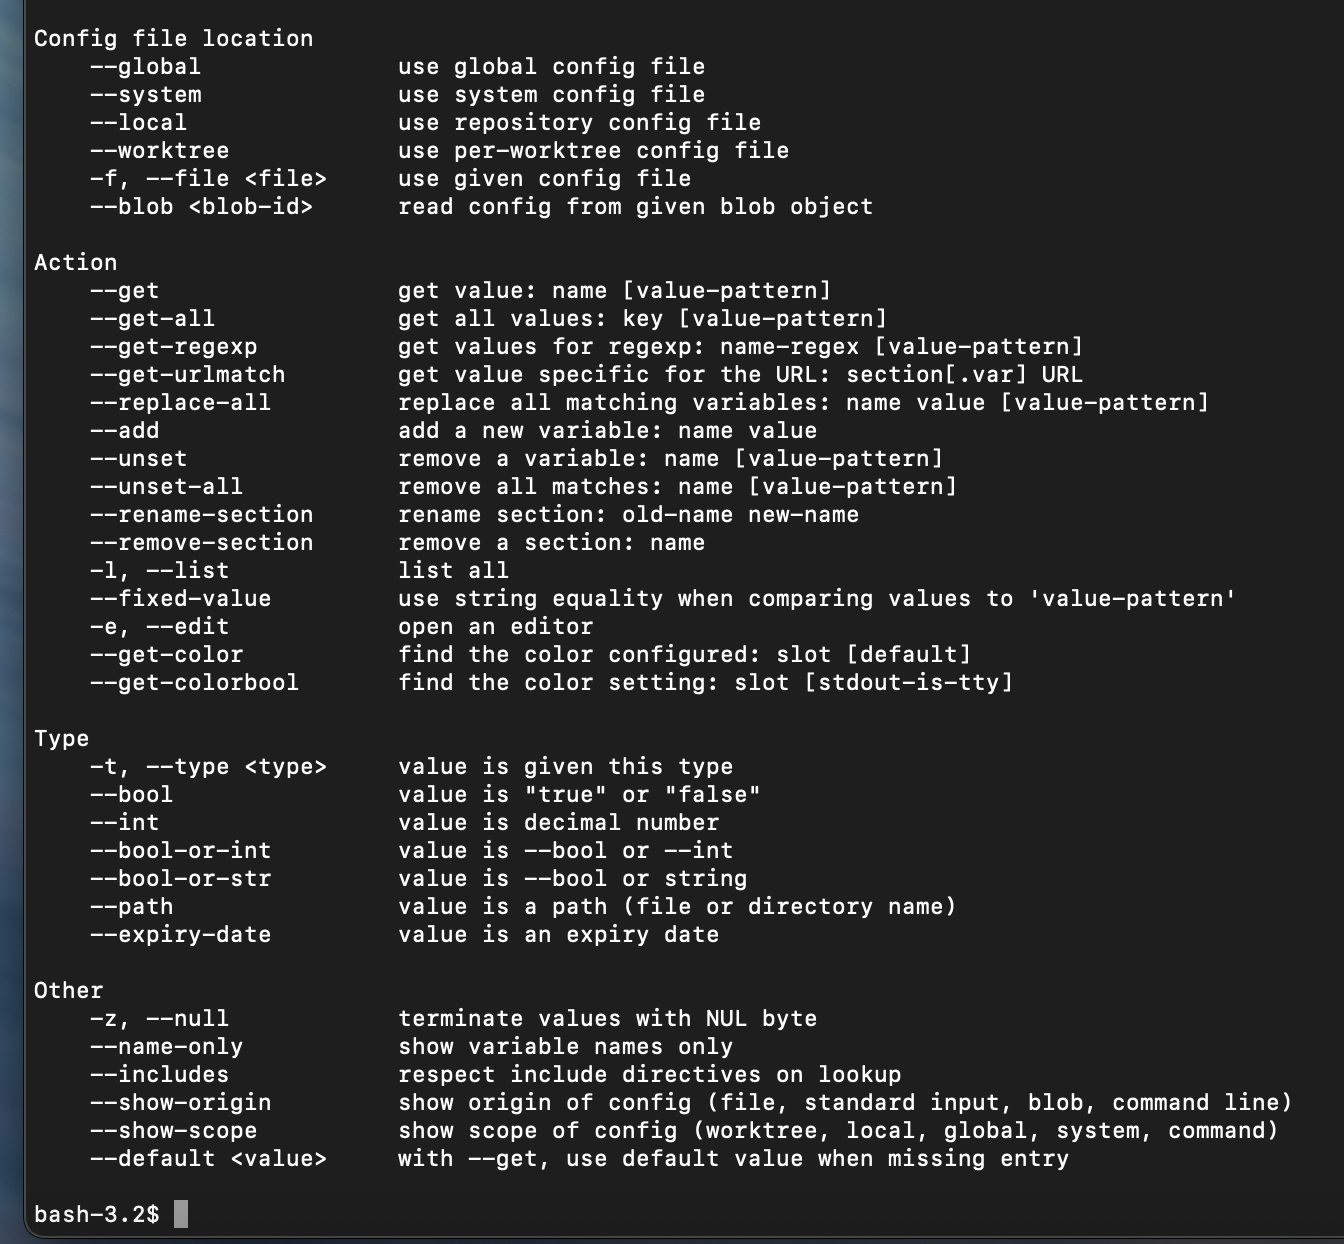 Config file location
    --global              use global config file
    --system              use system config file
    --local               use repository config file
    --worktree            use per-worktree config file
    -f, --file <file>     use given config file
    --blob <blob-id>      read config from given blob object

Action
    --get                 get value: name [value-pattern]
    --get-all             get all values: key [value-pattern]
    --get-regexp          get values for regexp: name-regex [value-pattern]
    --get-urlmatch        get value specific for the URL: section[.var] URL
    --replace-all         replace all matching variables: name value [value-pattern]
    --add                 add a new variable: name value
    --unset               remove a variable: name [value-pattern]
    --unset-all           remove all matches: name [value-pattern]
    --rename-section      rename section: old-name new-name
    --remove-section      remove a section: name
    -l, --list            list all
    --fixed-value         use string equality when comparing values to 'value-pattern'
    -e, --edit            open an editor
    --get-color           find the color configured: slot [default]
    --get-colorbool       find the color setting: slot [stdout-is-tty]

Type
    -t, --type <type>     value is given this type
    --bool                value is "true" or "false"
    --int                 value is decimal number
    --bool-or-int         value is --bool or --int
    --bool-or-str         value is --bool or string
    --path                value is a path (file or directory name)
    --expiry-date         value is an expiry date

Other
    -z, --null            terminate values with NUL byte
    --name-only           show variable names only
    --includes            respect include directives on lookup
    --show-origin         show origin of config (file, standard input, blob, command line)
    --show-scope          show scope of config (worktree, local, global, system, command)
    --default <value>     with --get, use default value when missing entry

bash-3.2$